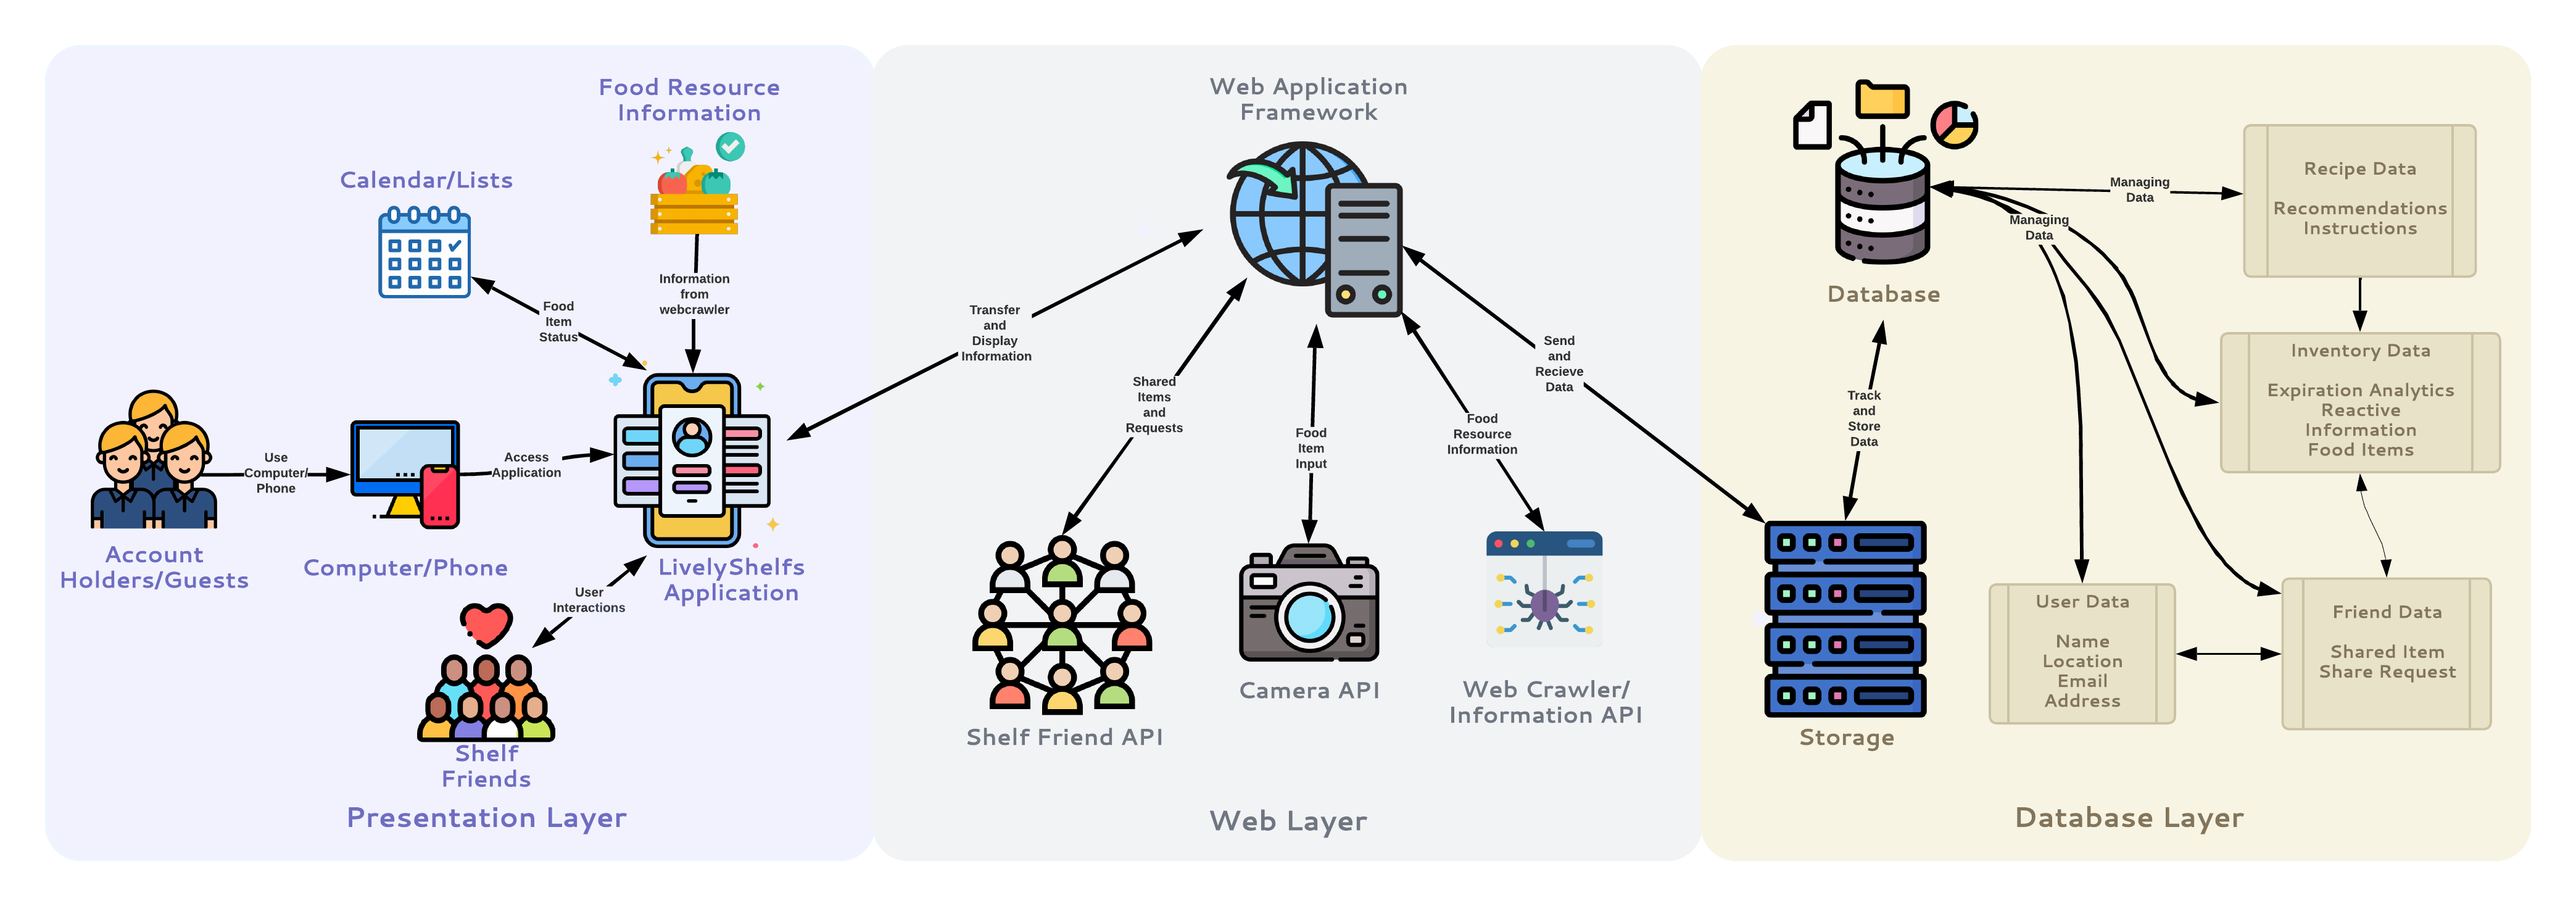 Food Resource
Information
Calendar/Lists
Information
from
webcrawler
Food
Item
Status
Use
Computer/
Phone
Access
Application
Account
Holders/Guests
Computer/Phone
LivelyShelfs
Application
User
Interactions
Shelf
Friends
Presentation Layer
Web Application
Framework
Transfer
and
Display
Information
Shared
Items
and
Requests
Food
Item
Input
Food
Resource
Information
Send
and
Recieve
Data
Shelf Friend API
Camera API
Web Crawler/
Information API
Web Layer
Database
Managing
Data
Managing
Data
Track
and
Store
Data
Storage
Recipe Data
Recommendations
Instructions
Inventory Data
Expiration Analytics
Reactive
Information
Food Items
User Data
Name
Location
Email
Address
Friend Data
Shared Item
Share Request
Database Layer